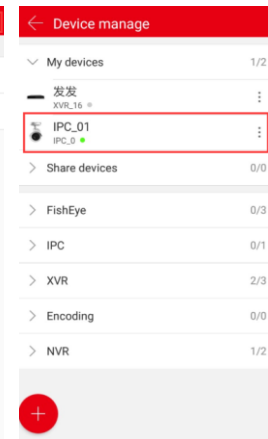 Device manage
My devices 1/2
发发
XVR_16
IPC_01
IPC_0
Share devices 0/0
FishEye 0/3
IPC 0/1
XVR 2/3
Encoding 0/0
NVR 1/2